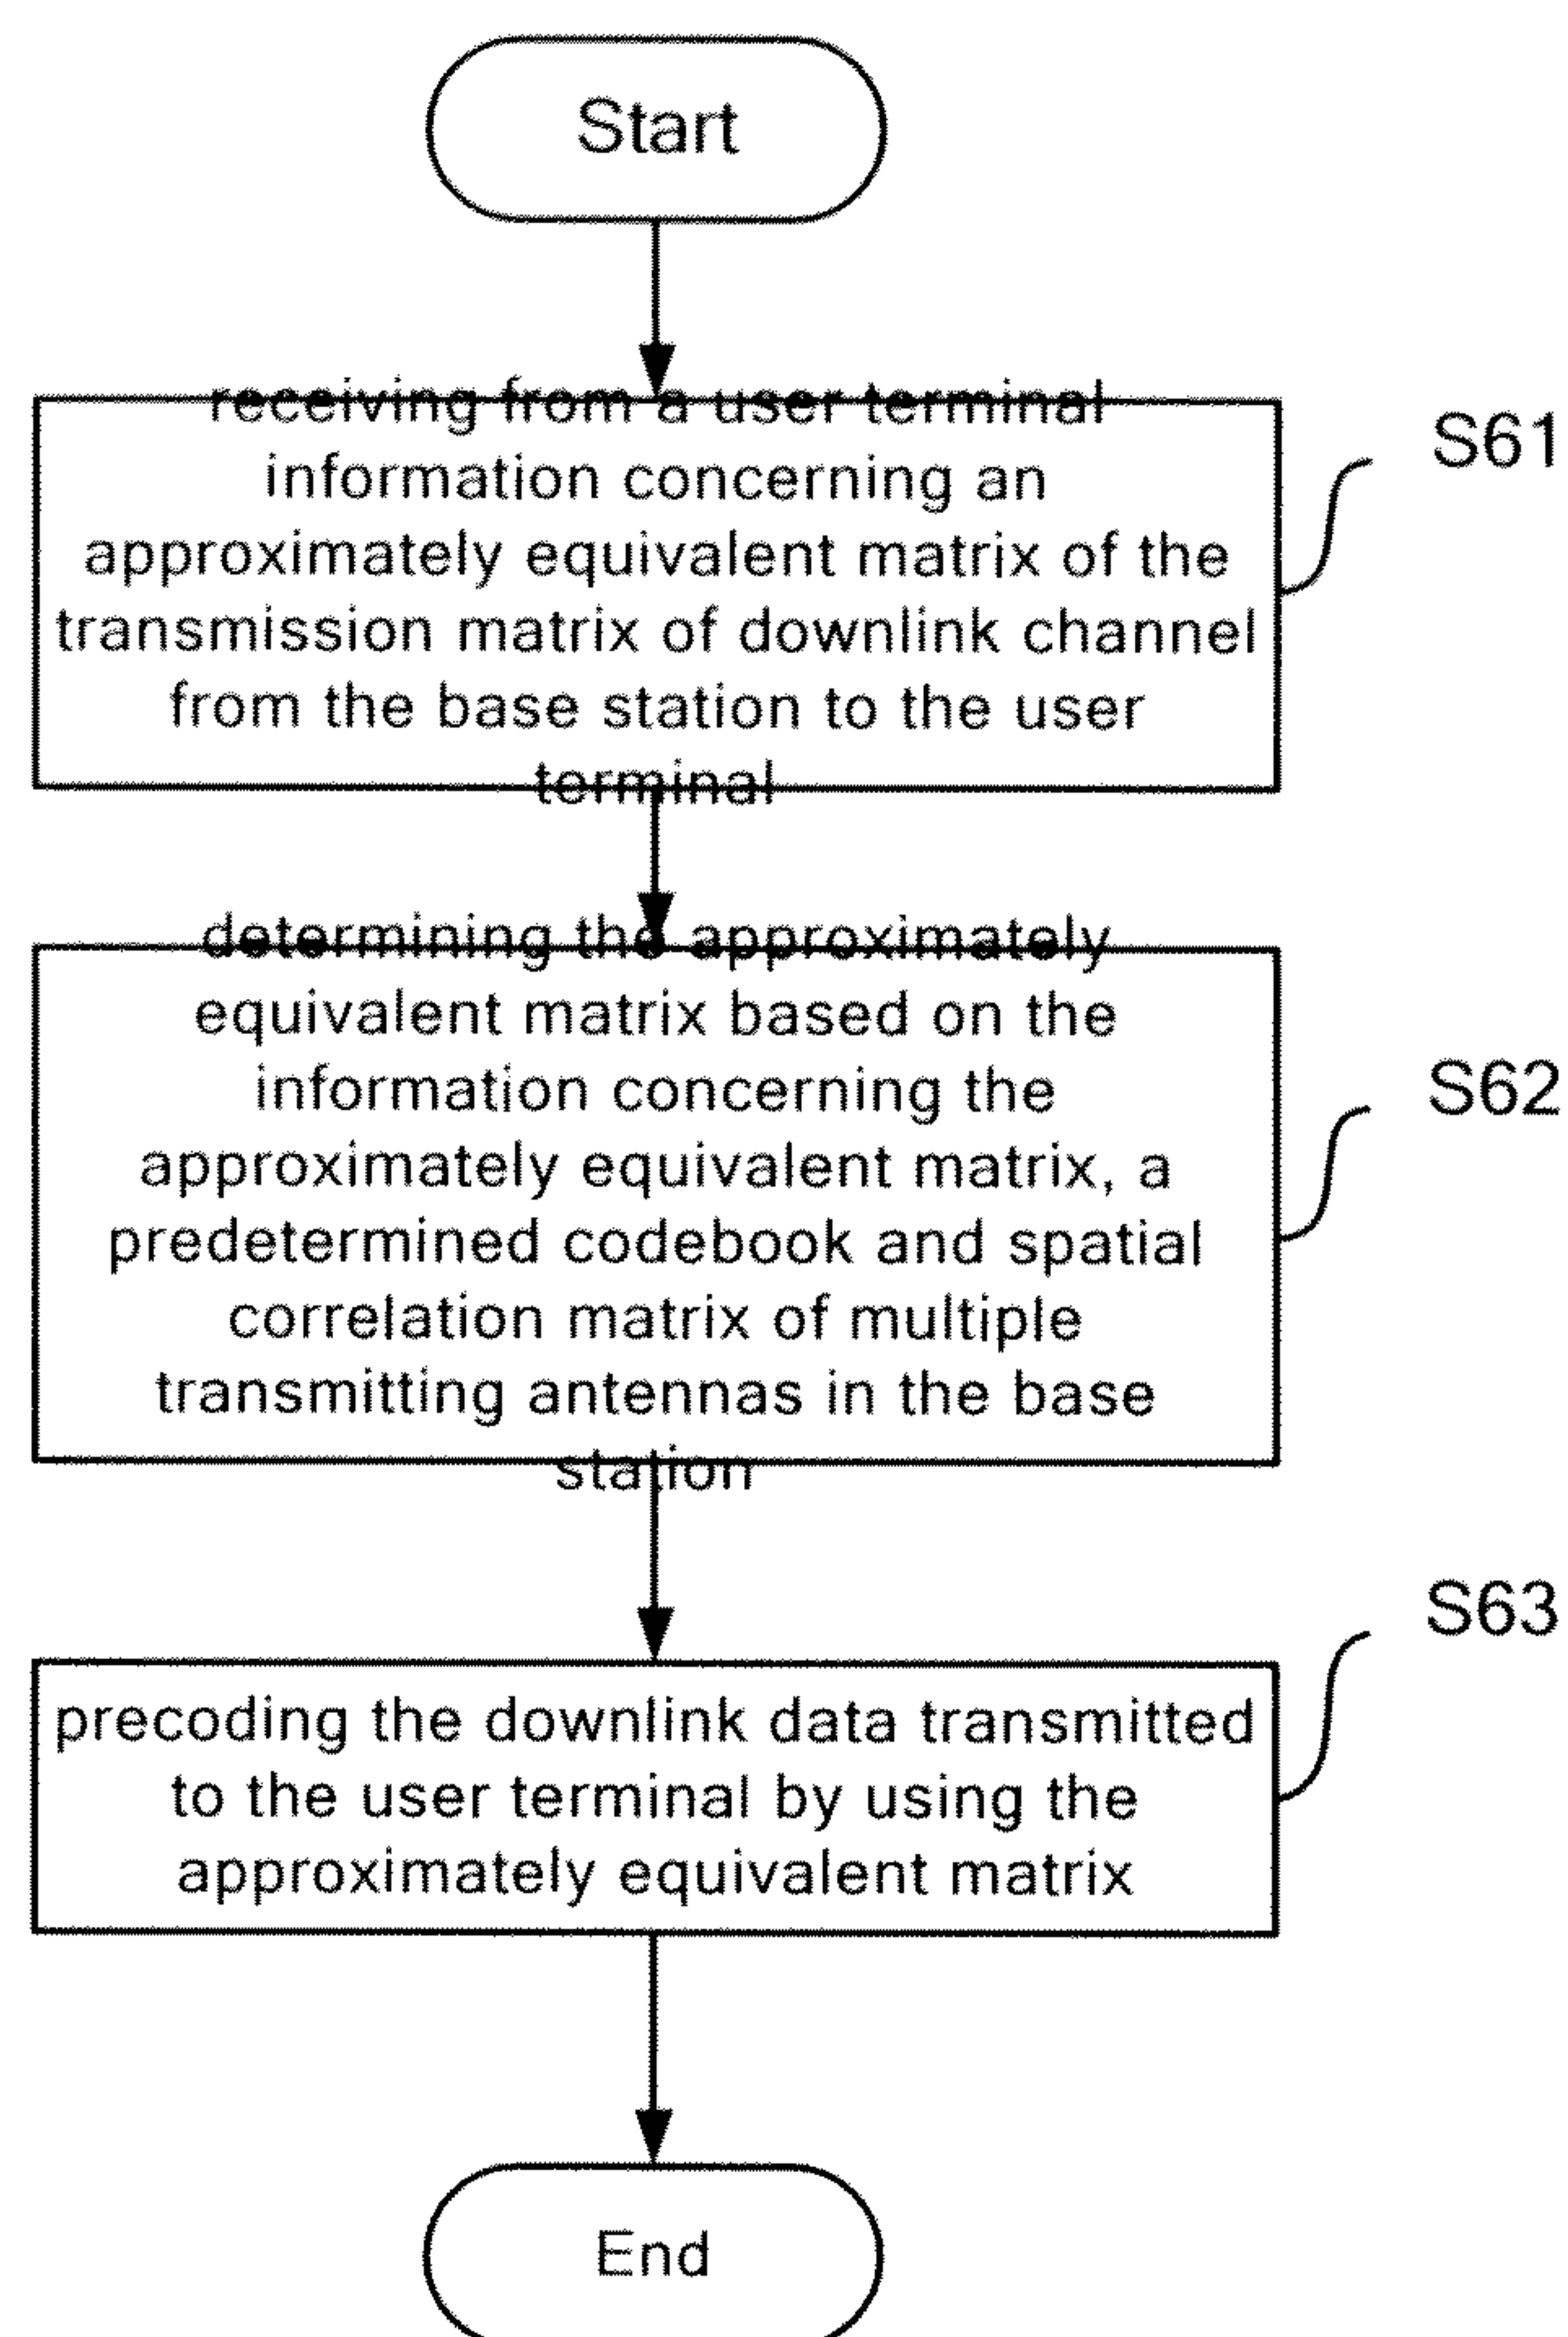 Start
receiving from a user terminal
information concerning an
approximately equivalent matrix of the
transmission matrix of downlink channel
from the base station to the user
terminal
S61
determining the approximately
equivalent matrix based on the
information concerning the
approximately equivalent matrix, a
predetermined codebook and spatial
correlation matrix of multiple
transmitting antennas in the base
station
S62
precoding the downlink data transmitted
to the user terminal by using the
approximately equivalent matrix
S63
End